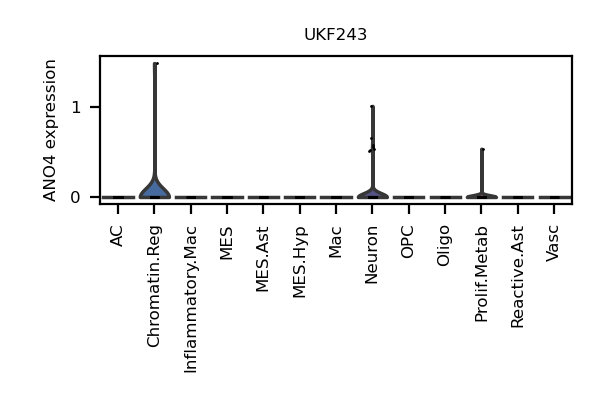 UKF243
ANO4 expression
1
0
AC
Chromatin.Reg
Inflammatory.Mac
MES
MES.Ast
MES.Hyp
Mac
Neuron
OPC
Oligo
Prolif.Metab
Reactive.Ast
Vasc